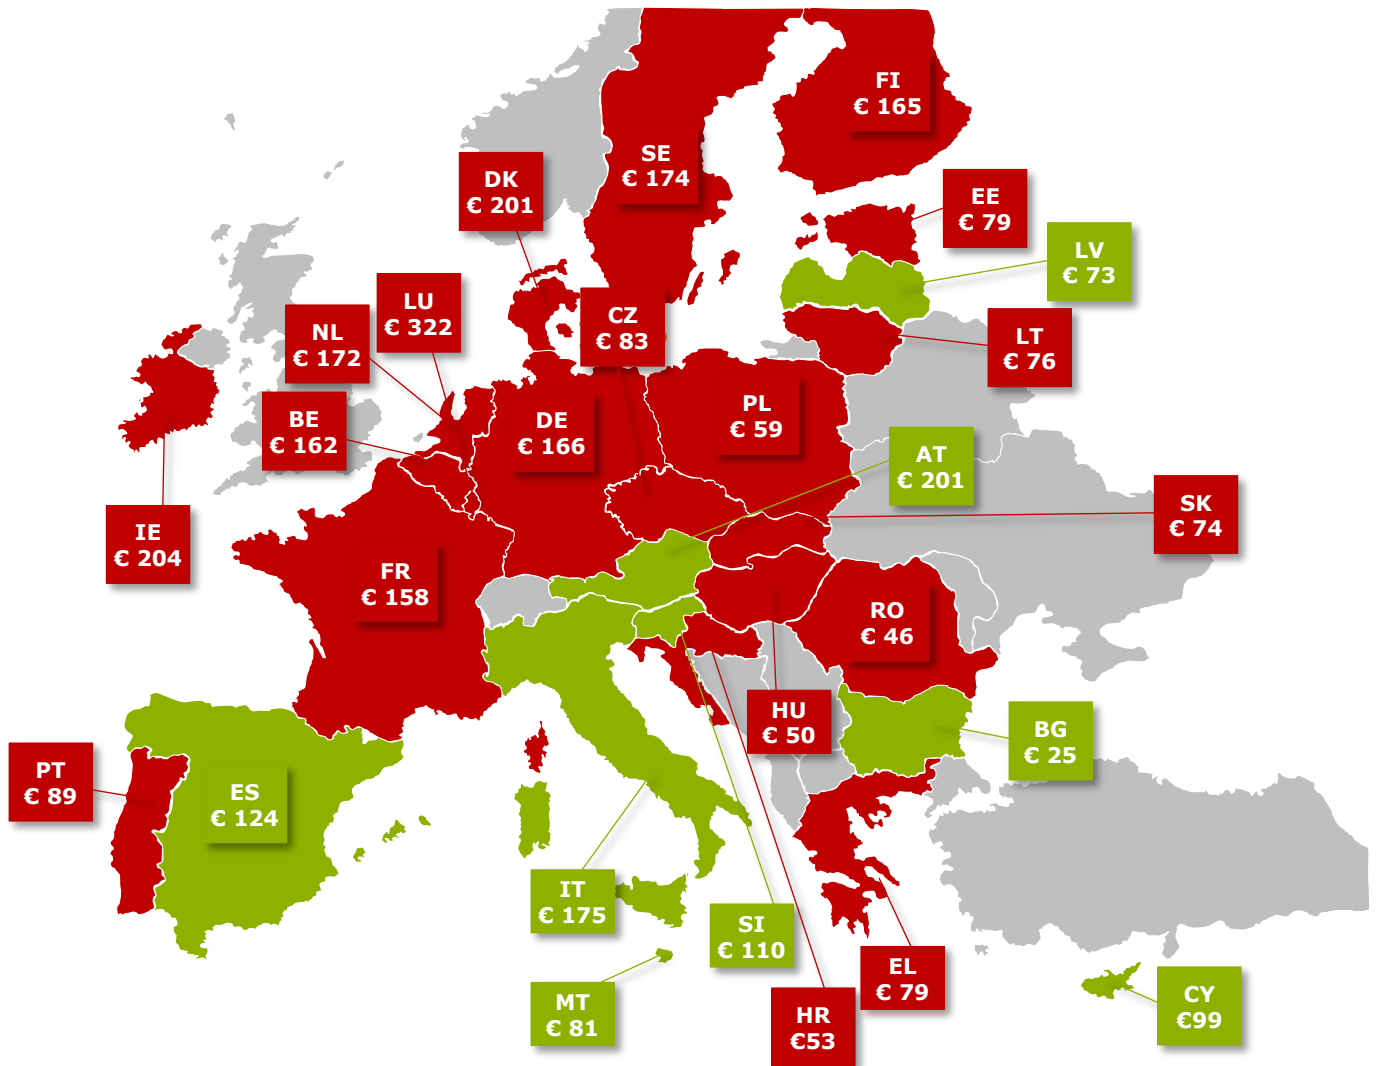 FI
€ 165
SE
€ 174
DK
€ 201
EE
€ 79
LV
€ 73
LU
€ 322
CZ
€ 83
NL
€ 172
LT
€ 76
BE
€ 162
DE
€ 166
PL
€ 59
AT
€ 201
SK
€ 74
IE
€ 204
FR
€ 158
RO
€ 46
HU
€ 50
BG
€ 25
PT
€ 89
ES
€ 124
IT
€ 175
SI
€ 110
EL
€ 79
MT
€ 81
HR
€53
CY
€99